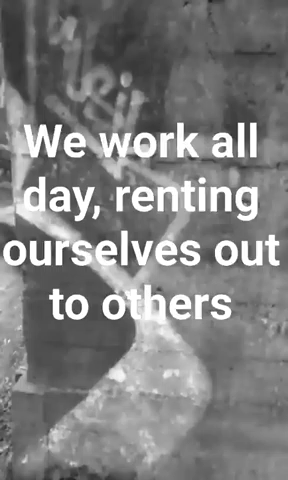 We work all
day, renting
ourselves out
to others